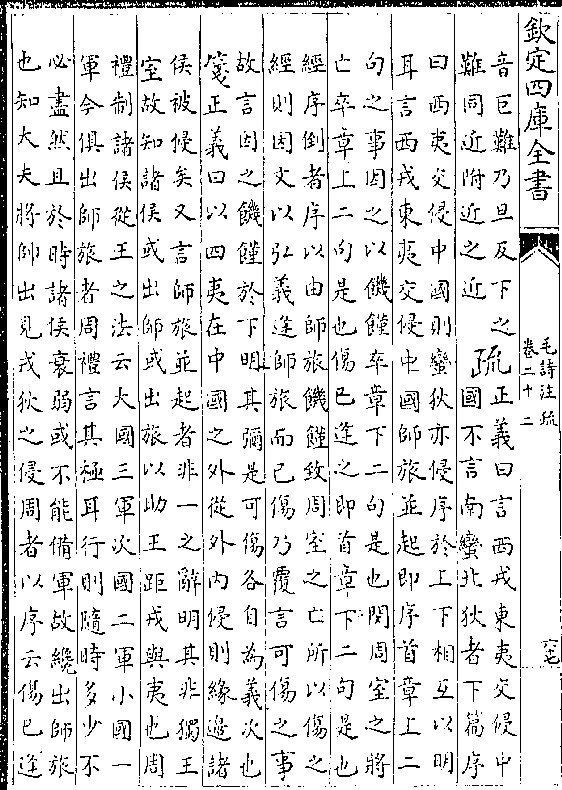 欽定四庫全書
毛詩注疏
卷二十二
音巨難乃旦反下之
難同近附近之近
疏
正義曰言西戎東夷交侵中
國不言南蠻北狄者下篇序
曰西夷交侵中國則蠻狄亦侵序於上下相互以明
耳言西戎東夷交侵中國師旅並起即序首章上二
句之事因之以饑饉卒章下二句是也閔周室之將
亡卒章上二句是也傷已逢之即首章下二句是也
經序倒者序以由師旅饑饉致周室之亡所以傷之
經則因文以弘義逢師旅而已傷乃覆言可傷之事
故言因之饑饉於下明其彌是可傷各自為義次也
箋正義曰以四夷在中國之外從外內侵則緣邊諸
侯被侵矣又言師旅並起者非一之辭明其非獨王
室故知諸侯或出師或出旅以助王距戎與夷也周
禮制諸侯從王之法云大國三軍次國二軍小國一
軍今俱出師旅者周禮言其極耳行則隨時多少不
必盡然且於時諸侯衰弱或不能備軍故纔出師旅
也知大夫將帥出見戎狄之侵周者以序云傷已逢